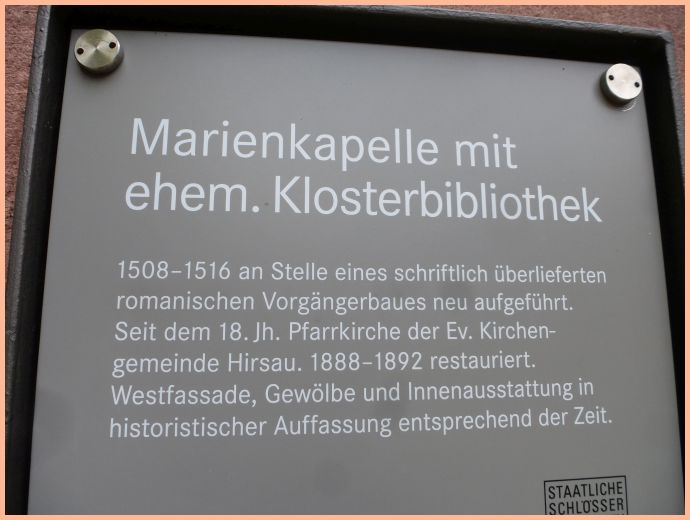 Marienkapelle mit
ehem. Klosterbibliothek
1508–1516 an Stelle eines schriftlich überlieferten
romanischen Vorgängerbaues neu aufgeführt.
Seit dem 18. Jh. Pfarrkirche der Ev. Kirchen-
gemeinde Hirsau. 1888–1892 restauriert.
Westfassade, Gewölbe und Innenausstattung in
historistischer Auffassung entsprechend der Zeit.
STAATLICHE
SCHLÖSSER